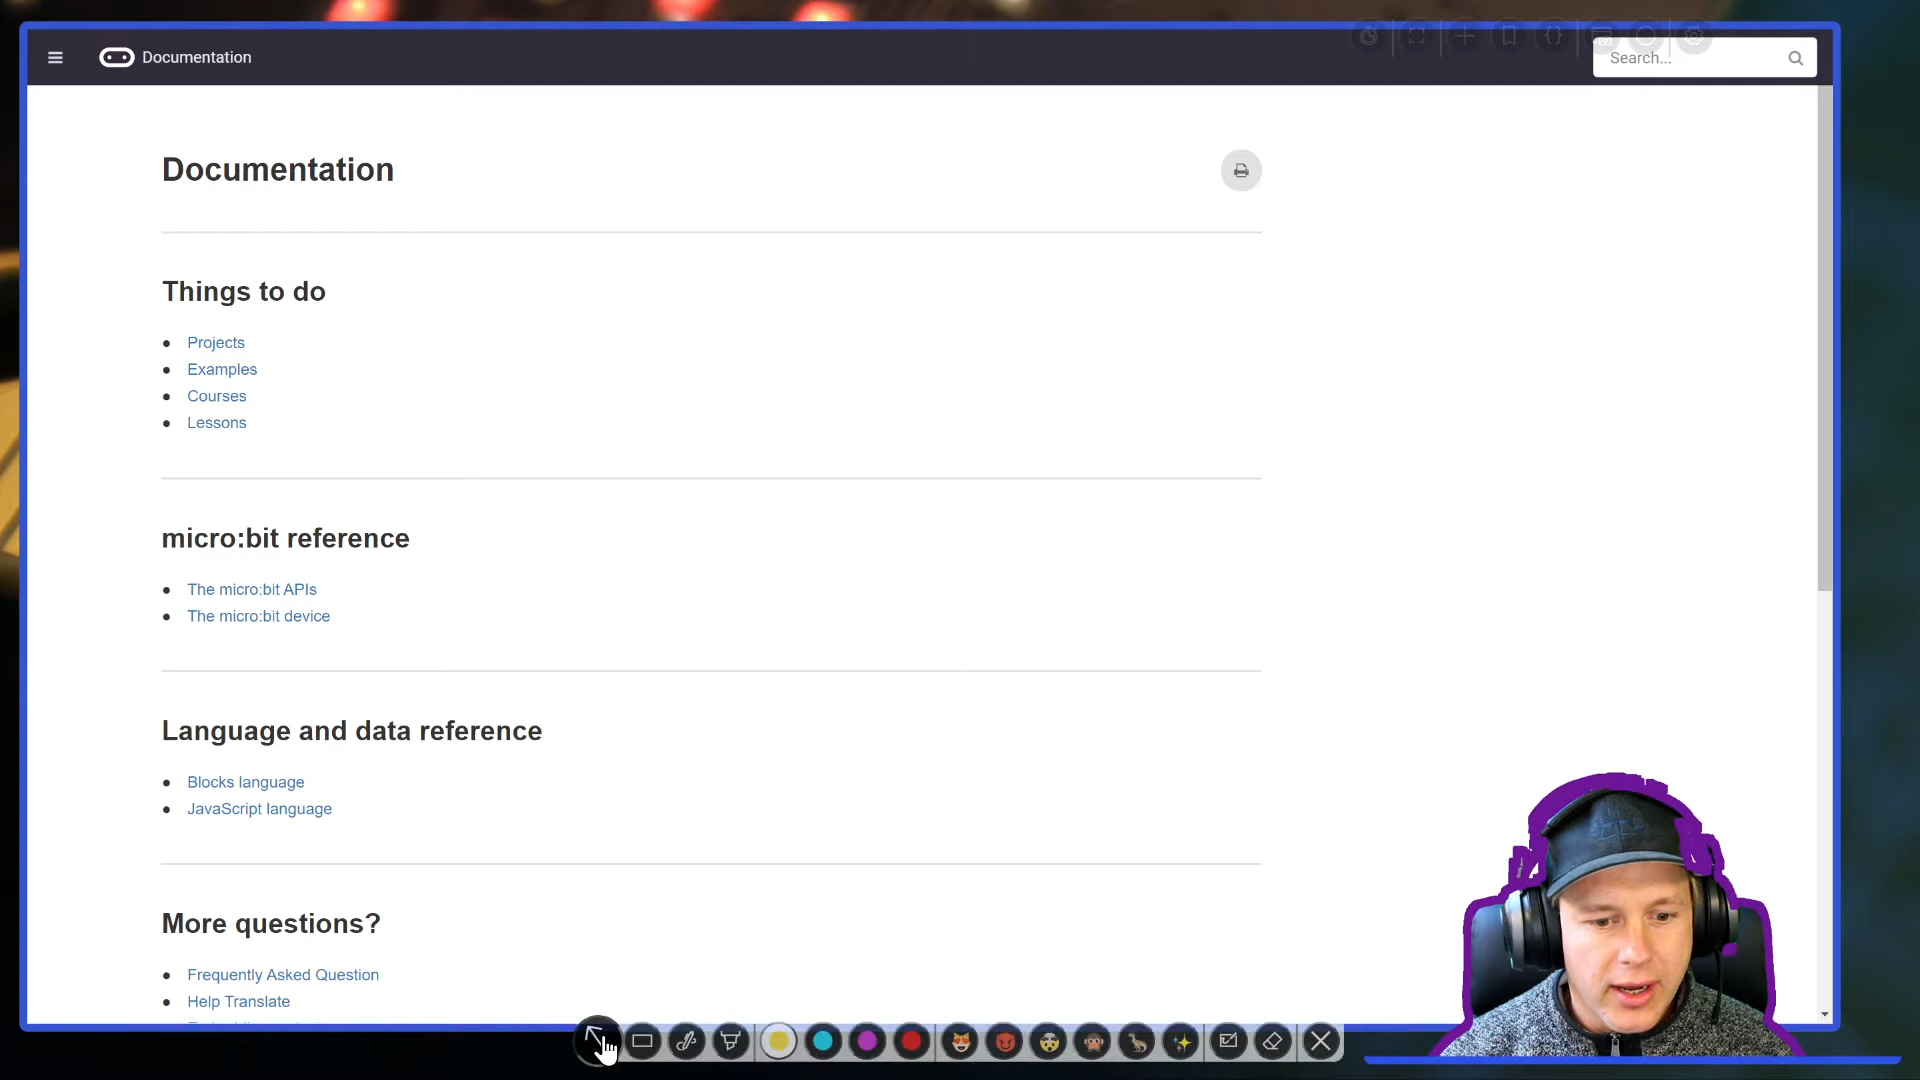 Documentation
Search...
Documentation
Things to do
Projects
Examples
Courses
Lessons
micro:bit reference
The micro:bit APIs
The micro:bit device
Language and data reference
Blocks language
JavaScript language
More questions?
Frequently Asked Question
Help Translate